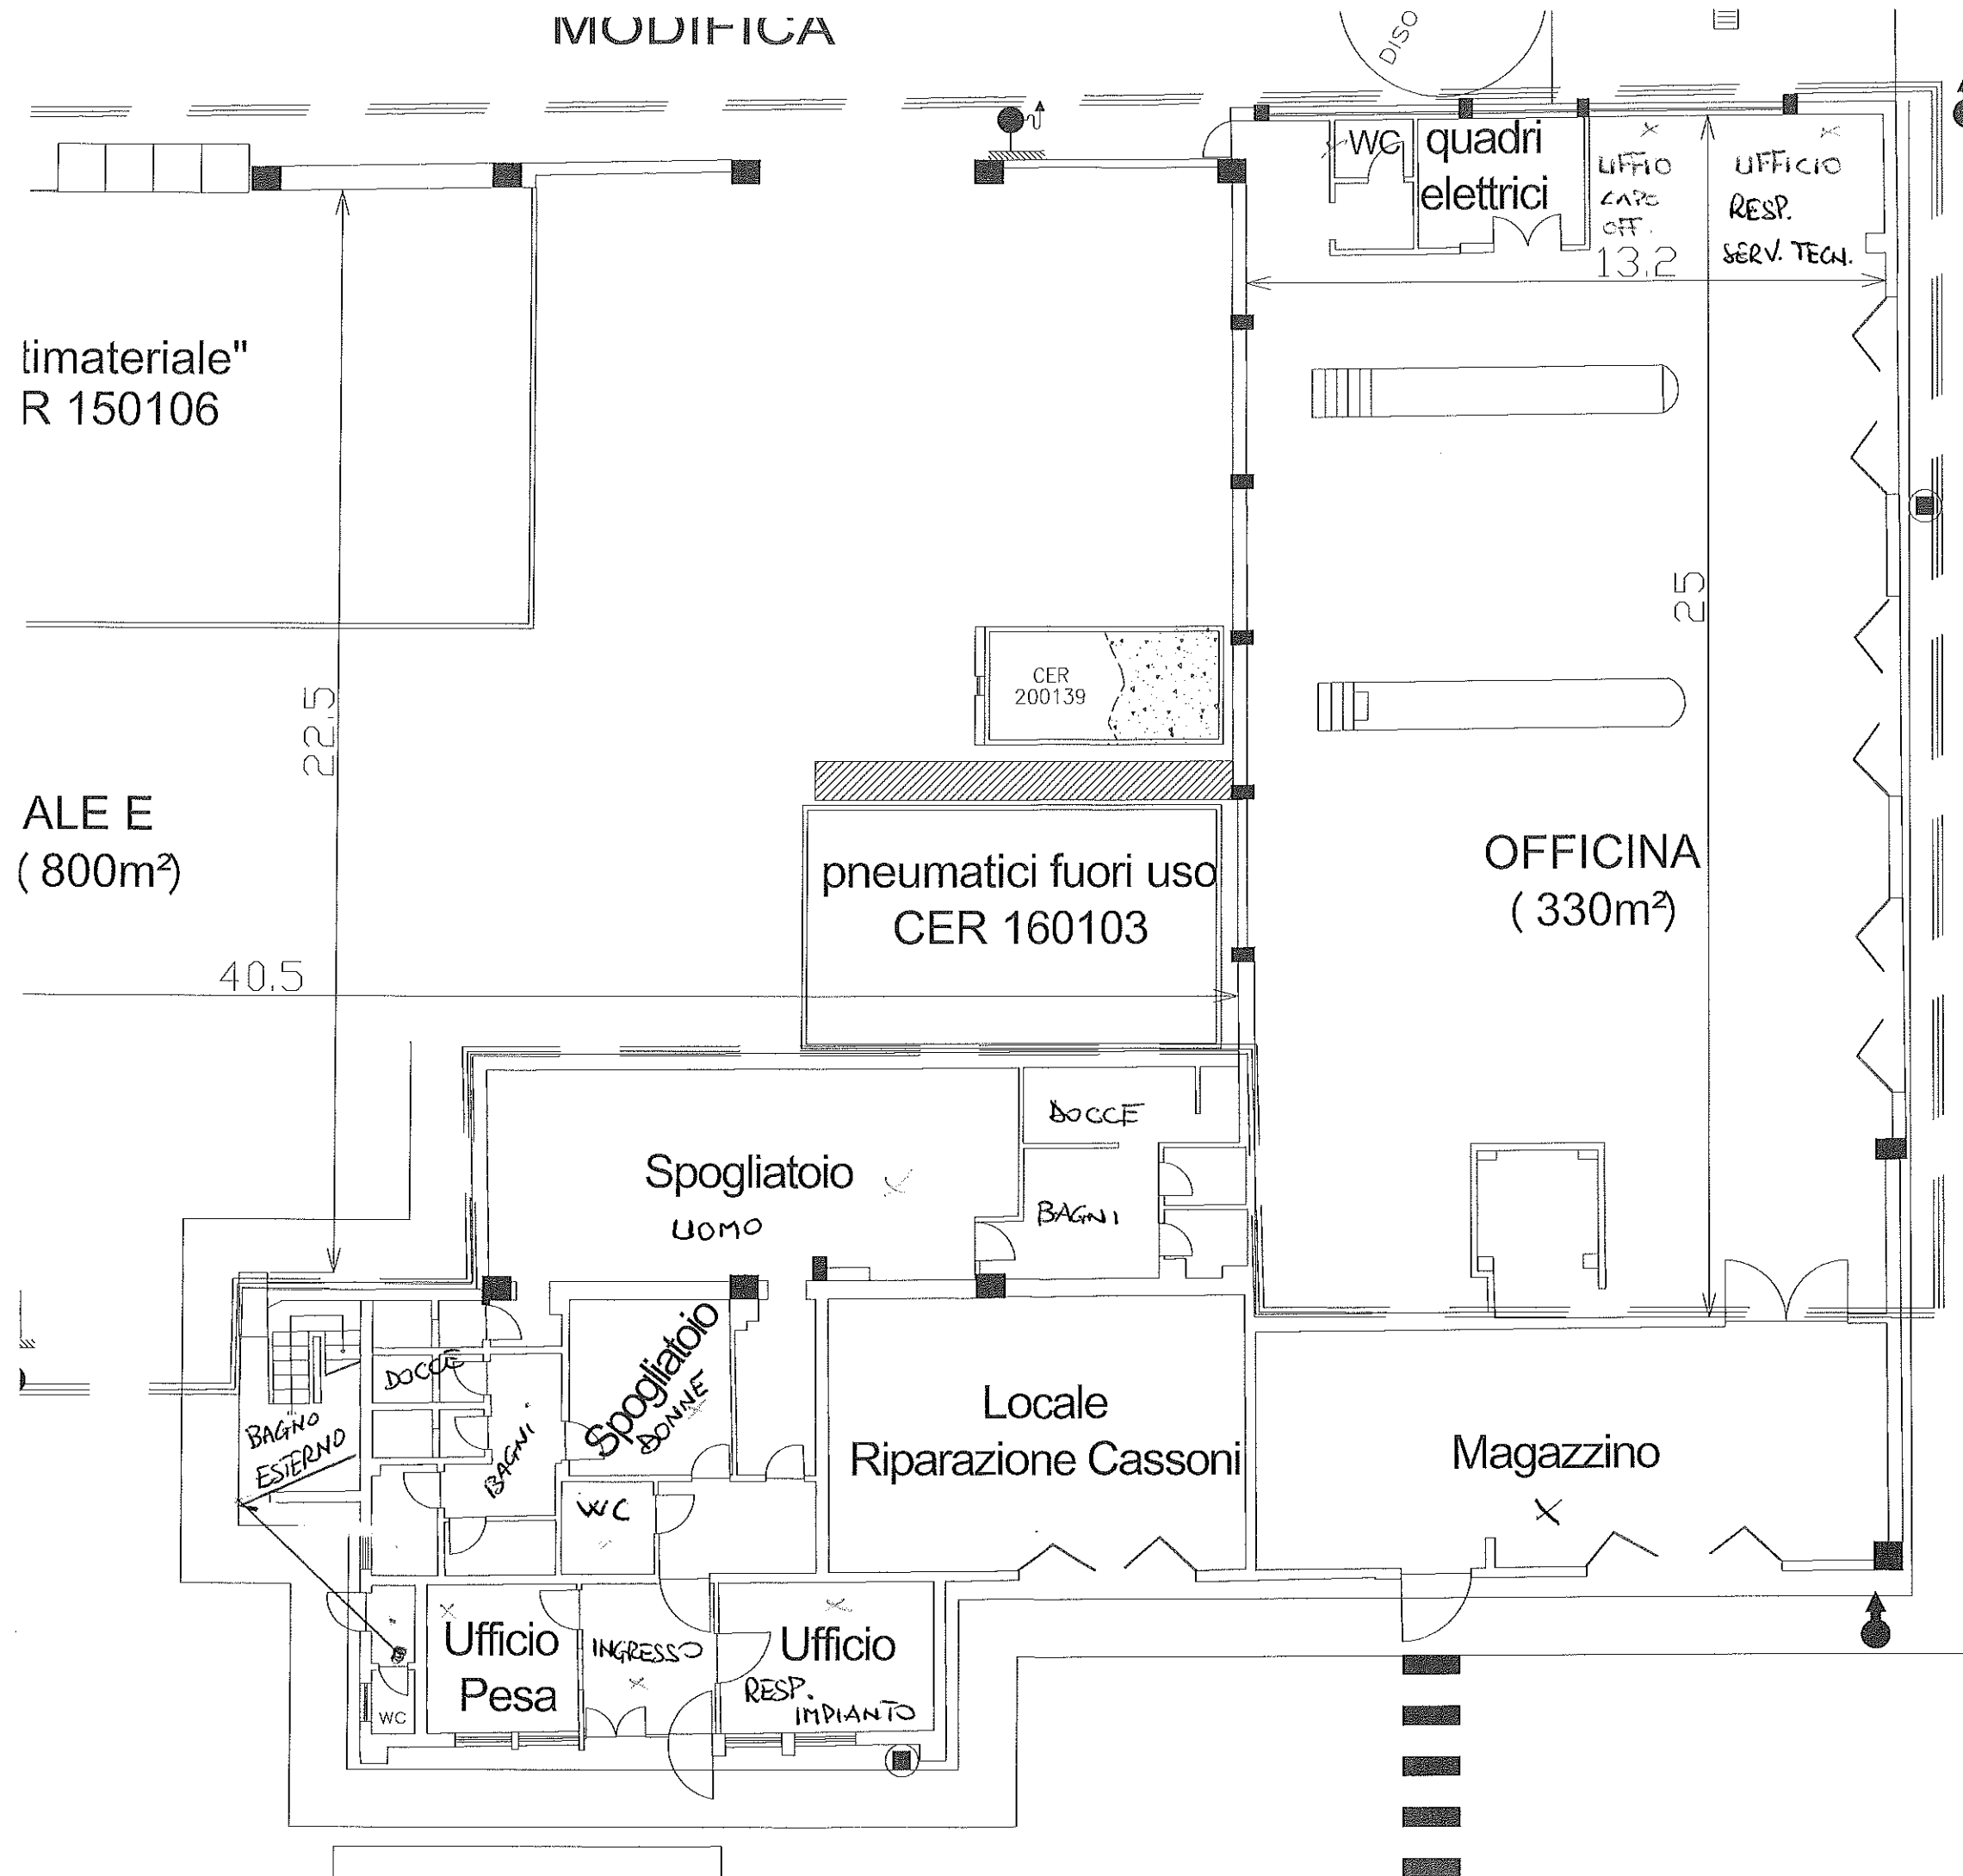 MODIFICA
DISO
WC
quadri
elettrici
UFFIO
CAPO
OFF.
UFFICIO
RESP.
SERV. TECN.
13,2
timateriale"
R 150106
25
CER
200139
22.5
ALE E
( 800m²)
pneumatici fuori uso
CER 160103
OFFICINA
( 330m²)
40.5
DOCCE
Spogliatoio
UOMO
BAGNI
DOCCE
Spogliatoio
DONNE
BAGNO
ESTERNO
BAGNI
WC
Locale
Riparazione Cassoni
Magazzino
Ufficio
Pesa
INGRESSO
Ufficio
RESP.
IMPIANTO
WC